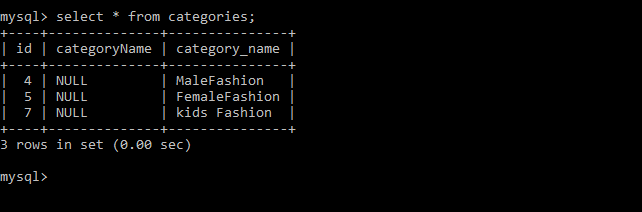 mysql> select * from categories;
+----+--------------+---------------+
| id | categoryName | category_name |
+----+--------------+---------------+
|  4 | NULL         | MaleFashion   |
|  5 | NULL         | FemaleFashion |
|  7 | NULL         | kids Fashion  |
+----+--------------+---------------+
3 rows in set (0.00 sec)
mysql>